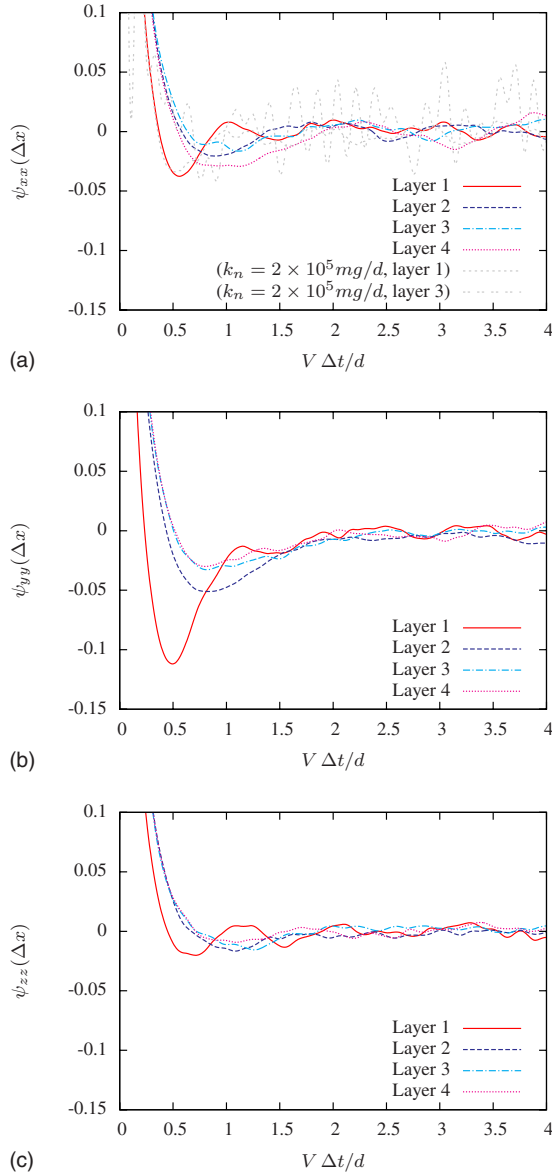 0.1
0.05
0
-0.05
-0.1
-0.15
ψxx(Δx)
Layer 1
Layer 2
Layer 3
Layer 4
(kn = 2 × 10^5mg/d, layer 1)
(kn = 2 × 10^5mg/d, layer 3)
0 0.5 1 1.5 2 2.5 3 3.5 4
(a)
V Δt/d
0.1
0.05
0
-0.05
-0.1
-0.15
ψyy(Δx)
Layer 1
Layer 2
Layer 3
Layer 4
0 0.5 1 1.5 2 2.5 3 3.5 4
(b)
V Δt/d
0.1
0.05
0
-0.05
-0.1
-0.15
ψzz(Δx)
Layer 1
Layer 2
Layer 3
Layer 4
0 0.5 1 1.5 2 2.5 3 3.5 4
(c)
V Δt/d